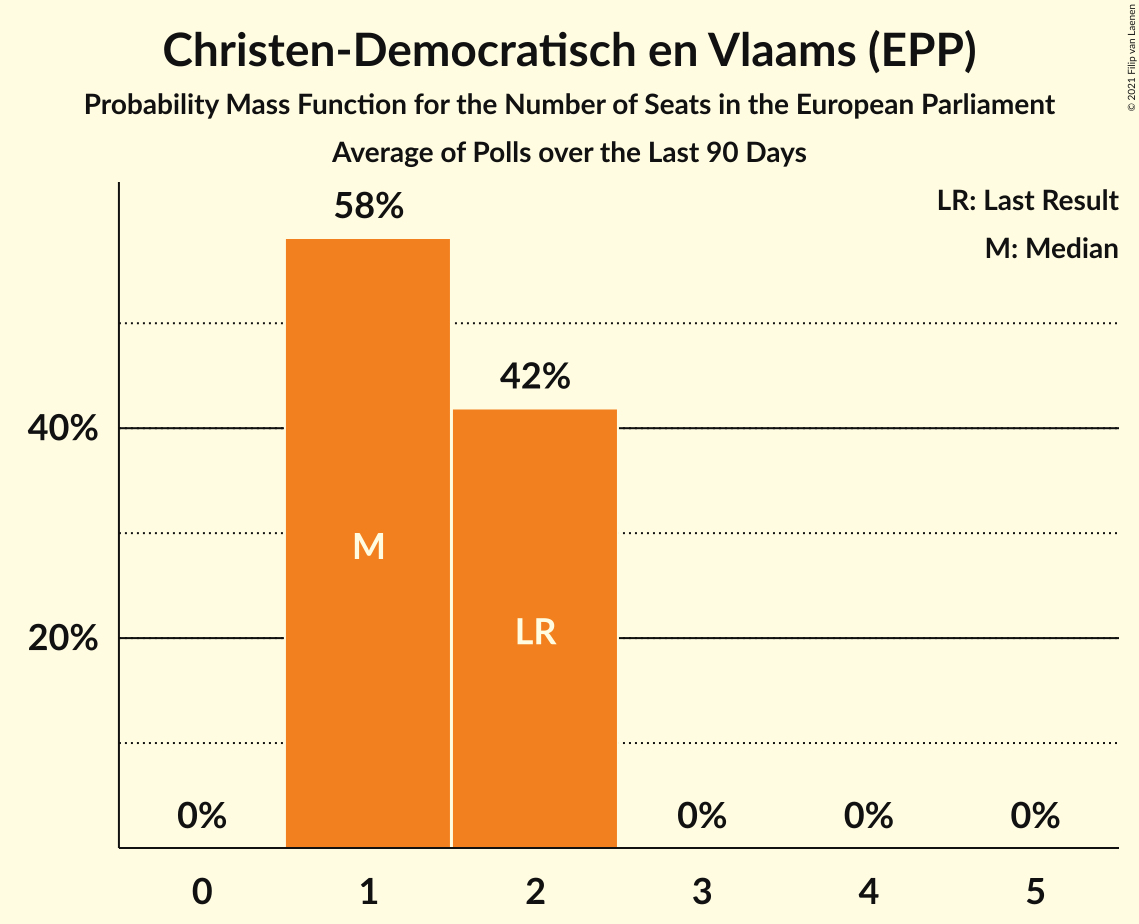 Christen-Democratisch en Vlaams (EPP)
Probability Mass Function for the Number of Seats in the European Parliament
Average of Polls over the Last 90 Days
© 2021 Filip van Laenen
LR: Last Result
M: Median
58%
42%
40%
20%
M
LR
0%
0%
0%
0%
0
1
2
3
4
5